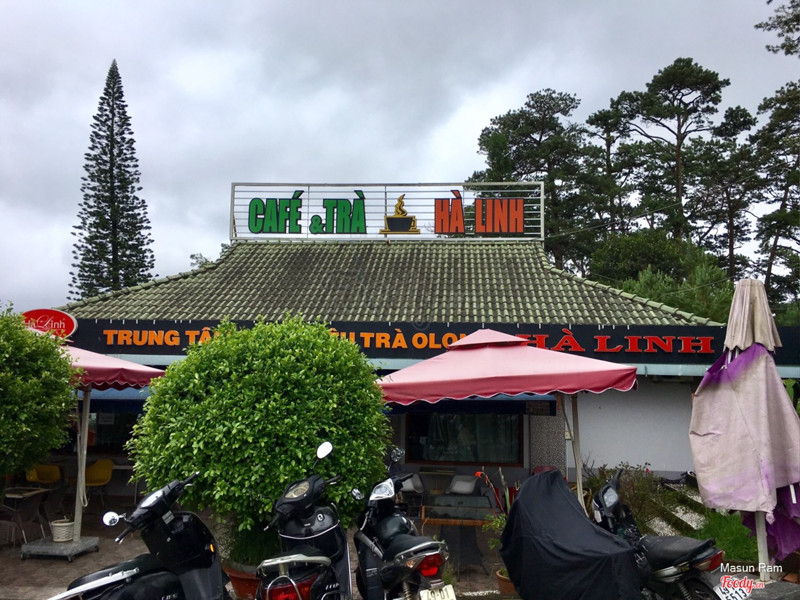 CAFÉ & TRÀ HÀ LINH
Linh
TRUNG TÂ U TRÀ OLO HÀ LINH
Masun Ram
Foody.vn